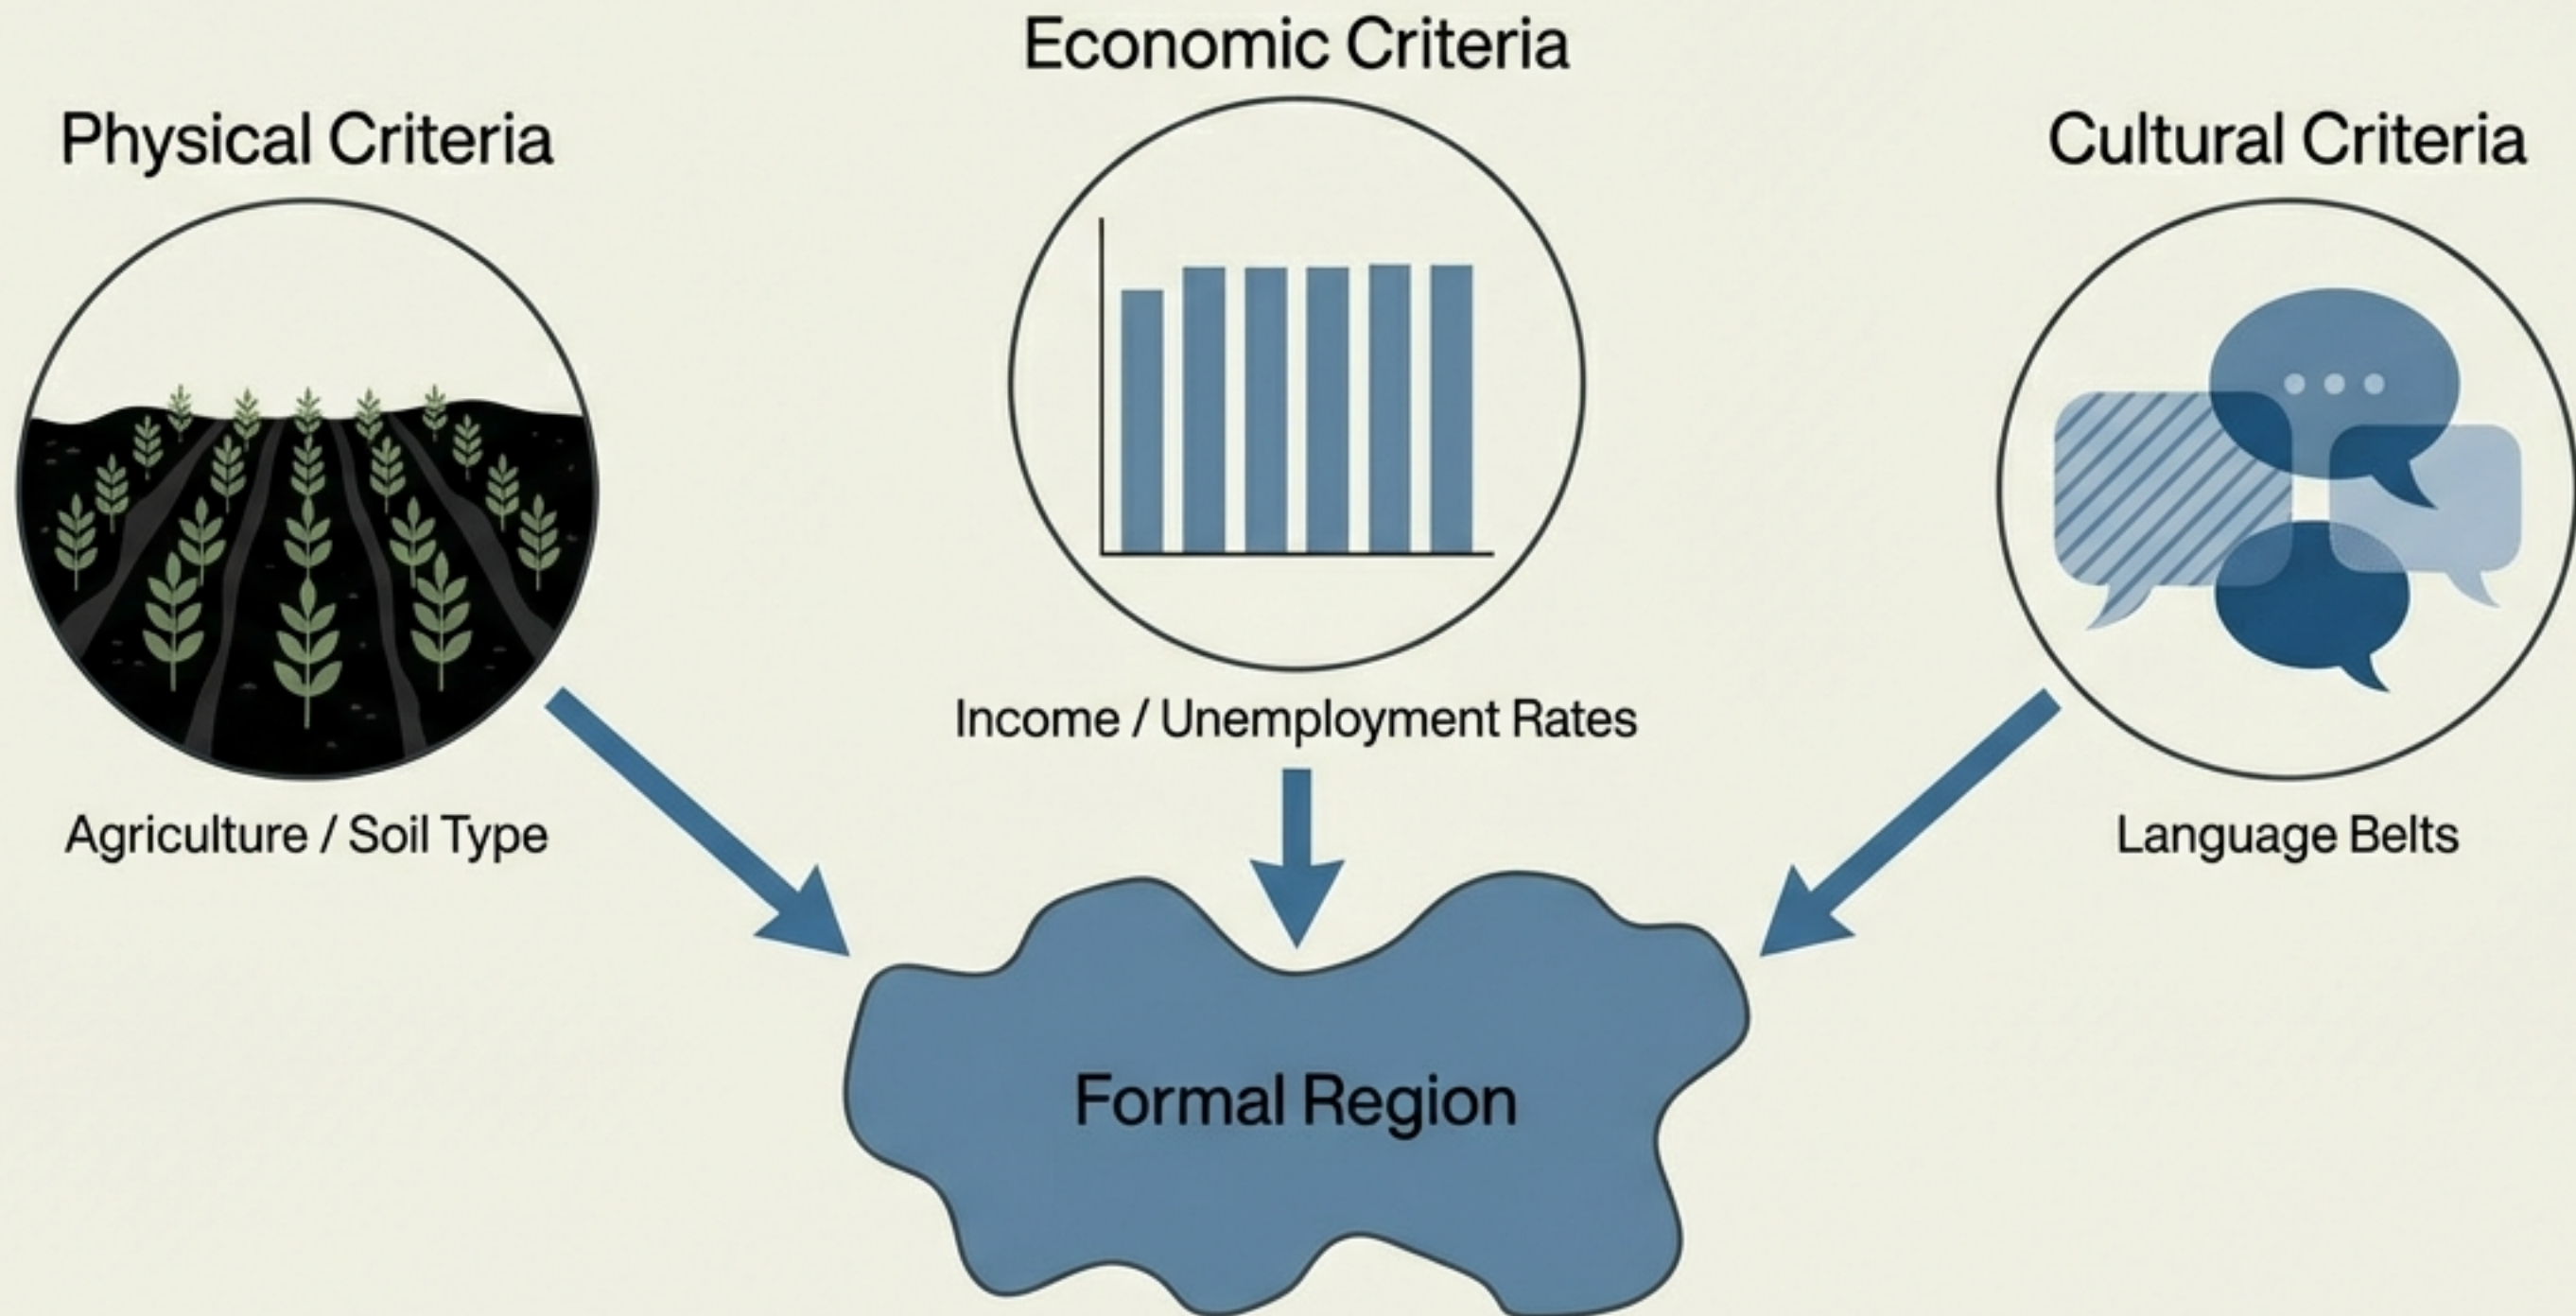 Economic Criteria
Physical Criteria
Cultural Criteria
Income / Unemployment Rates
Agriculture / Soil Type
Language Belts
Formal Region